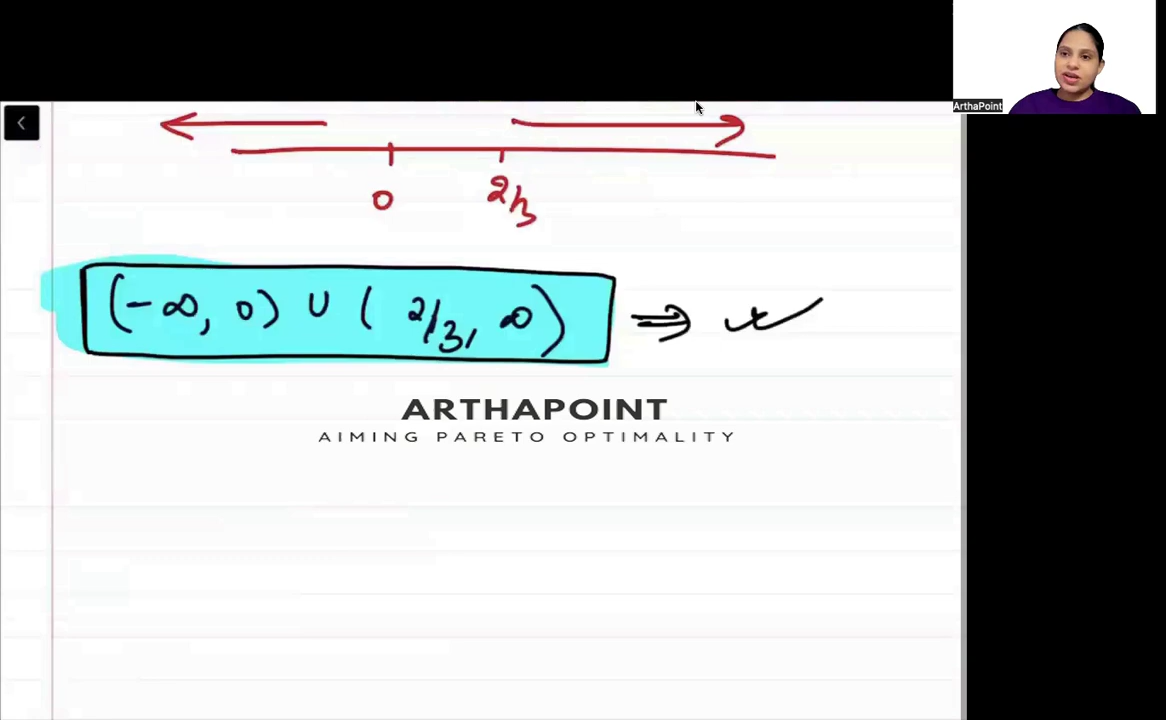 ArthaPoint
0 2/3
(-∞, 0) ∪ ( 2/3, ∞) ⇒ ✓
ARTHAPOINT
AIMING PARETO OPTIMALITY